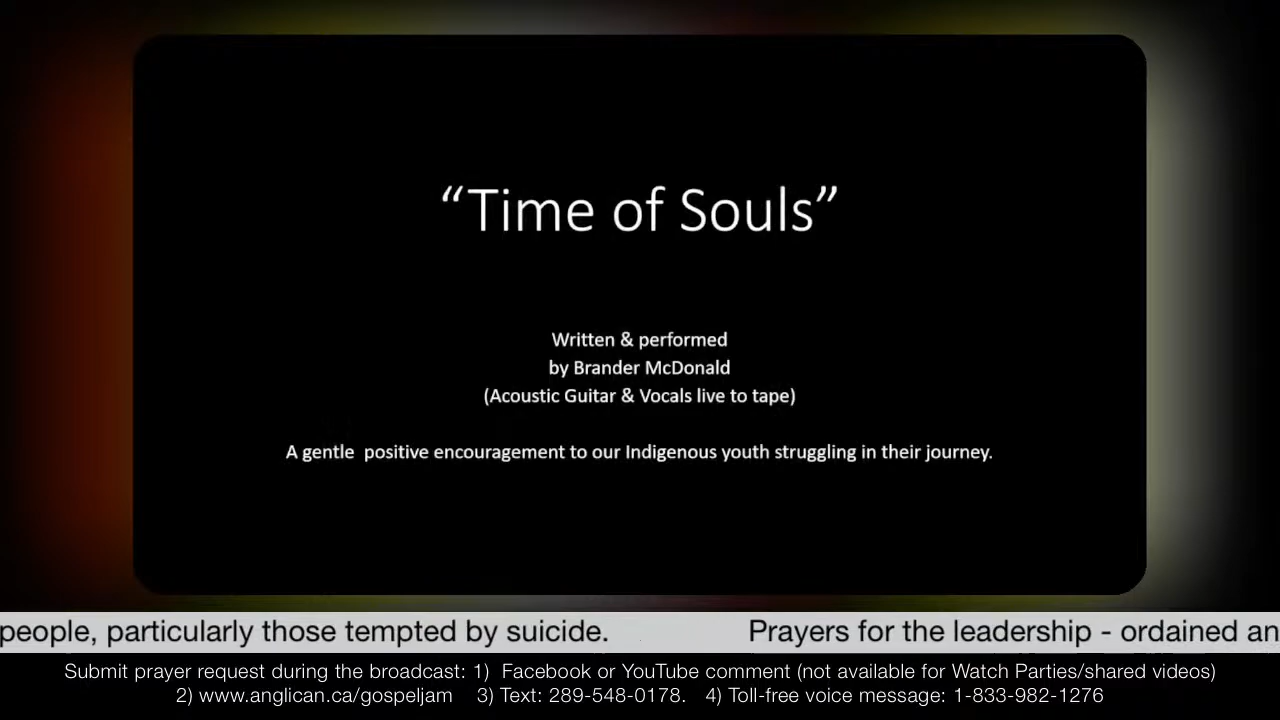 “Time of Souls”
Written & performed
by Brander McDonald
(Acoustic Guitar & Vocals live to tape)
A gentle  positive encouragement to our Indigenous youth struggling in their journey.
people, particularly those tempted by suicide. Prayers for the leadership - ordained an
Submit prayer request during the broadcast: 1)  Facebook or YouTube comment (not available for Watch Parties/shared videos)
2) www.anglican.ca/gospeljam    3) Text: 289-548-0178.   4) Toll-free voice message: 1-833-982-1276